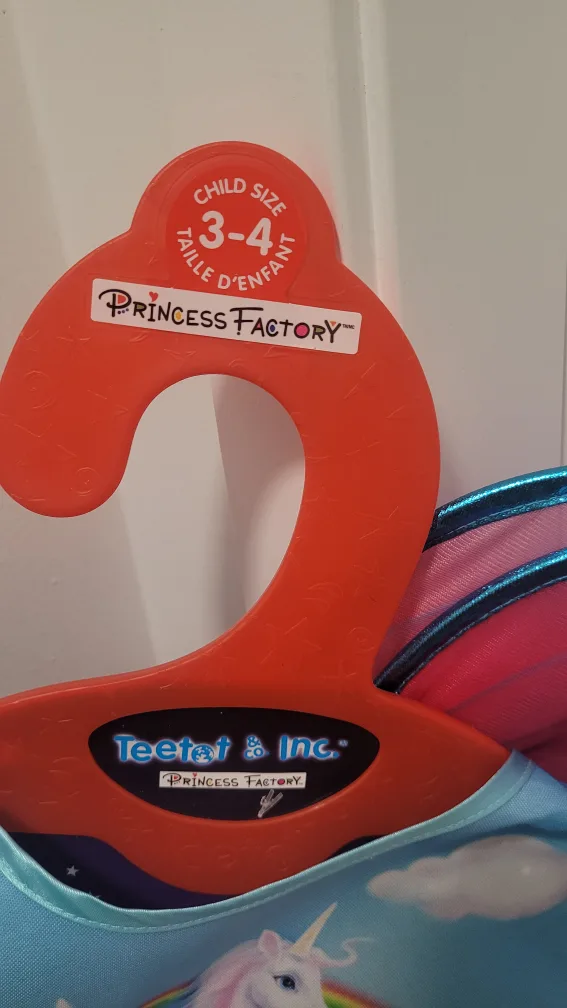 CHILD SIZE
3-4
TAILLE D'ENFANT
PRINCESS FACTORY
Teetot & CO. Inc.
PRINCESS FACTORY